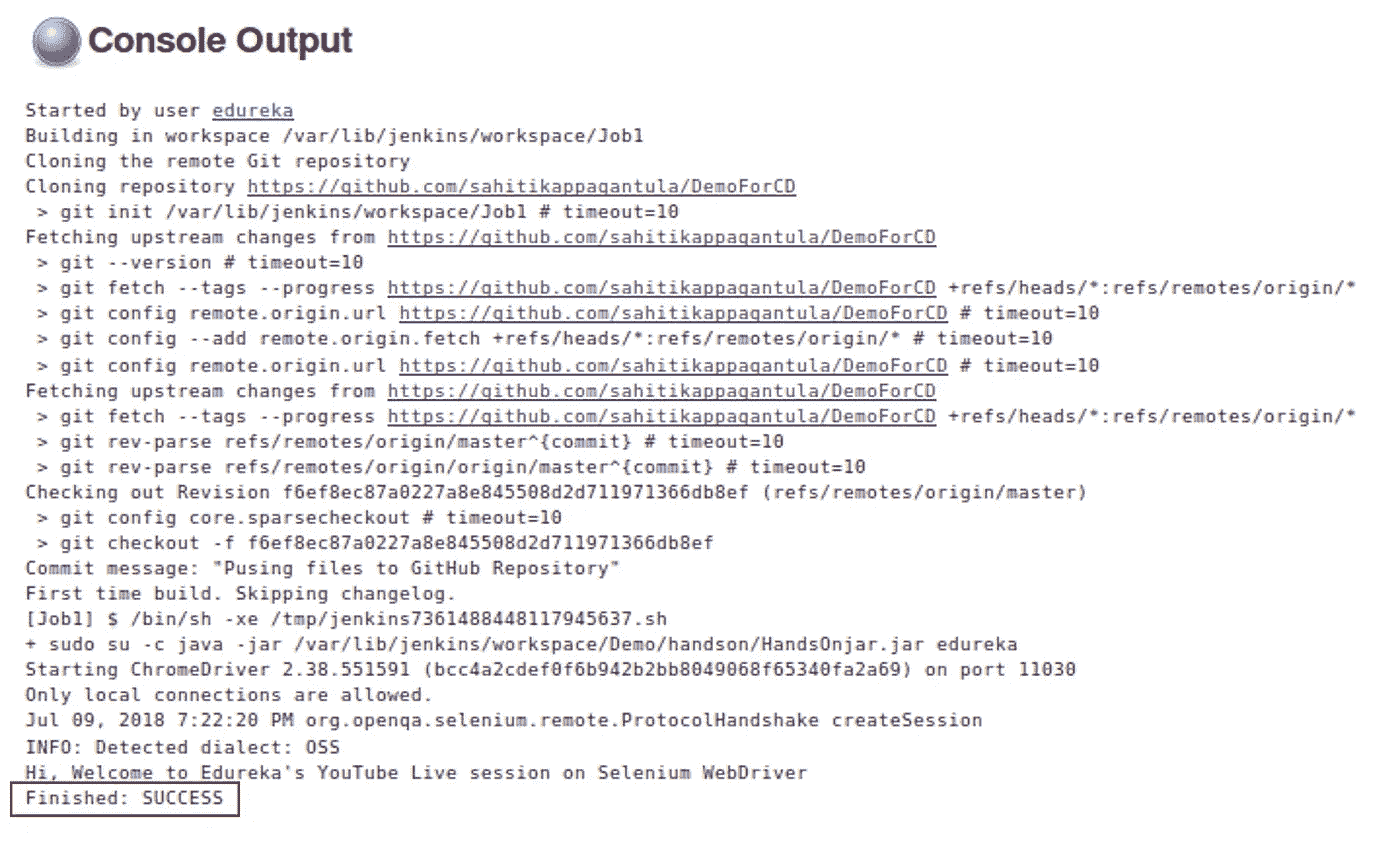 Console Output
Started by user edureka
Building in workspace /var/lib/jenkins/workspace/Job1
Cloning the remote Git repository
Cloning repository https://github.com/sahitikappagantula/DemoForCD
> git init /var/lib/jenkins/workspace/Job1 # timeout=10
Fetching upstream changes from https://github.com/sahitikappagantula/DemoForCD
> git --version # timeout=10
> git fetch --tags --progress https://github.com/sahitikappagantula/DemoForCD +refs/heads/*:refs/remotes/origin/*
> git config remote.origin.url https://github.com/sahitikappagantula/DemoForCD # timeout=10
> git config --add remote.origin.fetch +refs/heads/*:refs/remotes/origin/* # timeout=10
> git config remote.origin.url https://github.com/sahitikappagantula/DemoForCD # timeout=10
Fetching upstream changes from https://github.com/sahitikappagantula/DemoForCD
> git fetch --tags --progress https://github.com/sahitikappagantula/DemoForCD +refs/heads/*:refs/remotes/origin/*
> git rev-parse refs/remotes/origin/master^{commit} # timeout=10
> git rev-parse refs/remotes/origin/origin/master^{commit} # timeout=10
Checking out Revision f6ef8ec87a0227a8e845508d2d711971366db8ef (refs/remotes/origin/master)
> git config core.sparsecheckout # timeout=10
> git checkout -f f6ef8ec87a0227a8e845508d2d711971366db8ef
Commit message: "Pusing files to GitHub Repository"
First time build. Skipping changelog.
[Job1] $ /bin/sh -xe /tmp/jenkins7361488448117945637.sh
+ sudo su -c java -jar /var/lib/jenkins/workspace/Demo/handson/HandsOnjar.jar edureka
Starting ChromeDriver 2.38.551591 (bcc4a2cdef0f6b942b2bb8049068f65340fa2a69) on port 11030
Only local connections are allowed.
Jul 09, 2018 7:22:20 PM org.openqa.selenium.remote.ProtocolHandshake createSession
INFO: Detected dialect: OSS
Hi, Welcome to Edureka's YouTube Live session on Selenium WebDriver
Finished: SUCCESS